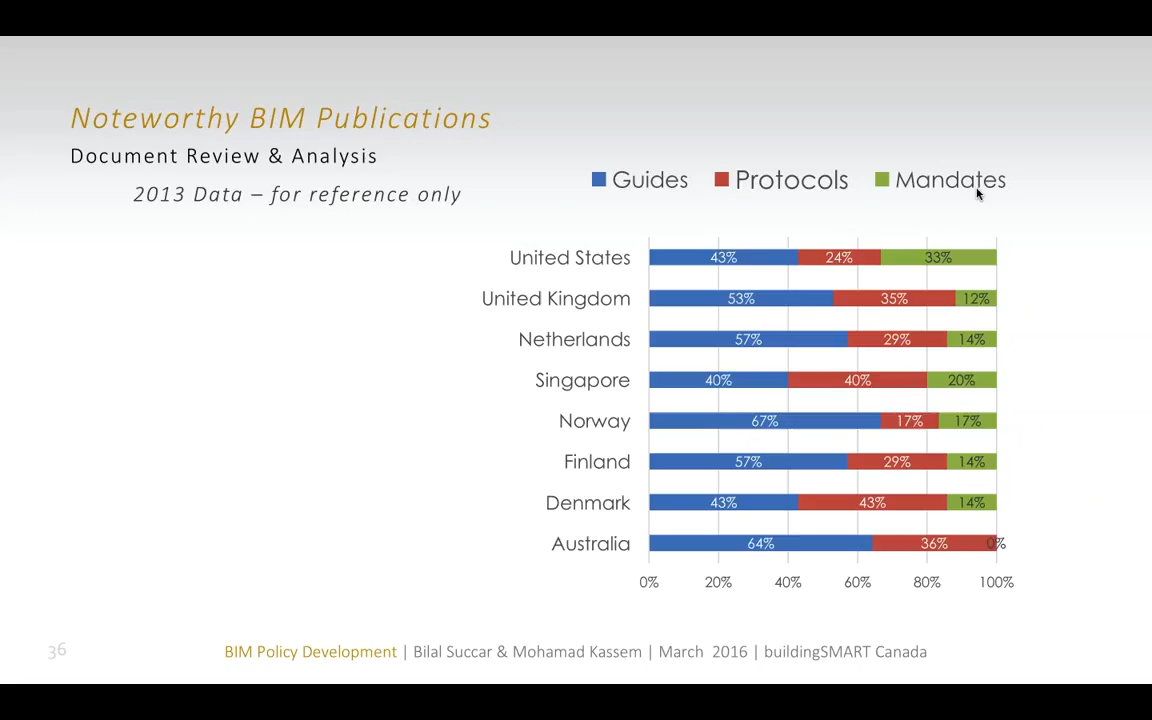 Noteworthy BIM Publications
Document Review & Analysis
2013 Data – for reference only
Guides Protocols Mandates
United States 43% 24% 33%
United Kingdom 53% 35% 12%
Netherlands 57% 29% 14%
Singapore 40% 40% 20%
Norway 67% 17% 17%
Finland 57% 29% 14%
Denmark 43% 43% 14%
Australia 64% 36% 0%
0% 20% 40% 60% 80% 100%
36
BIM Policy Development | Bilal Succar & Mohamad Kassem | March 2016 | buildingSMART Canada